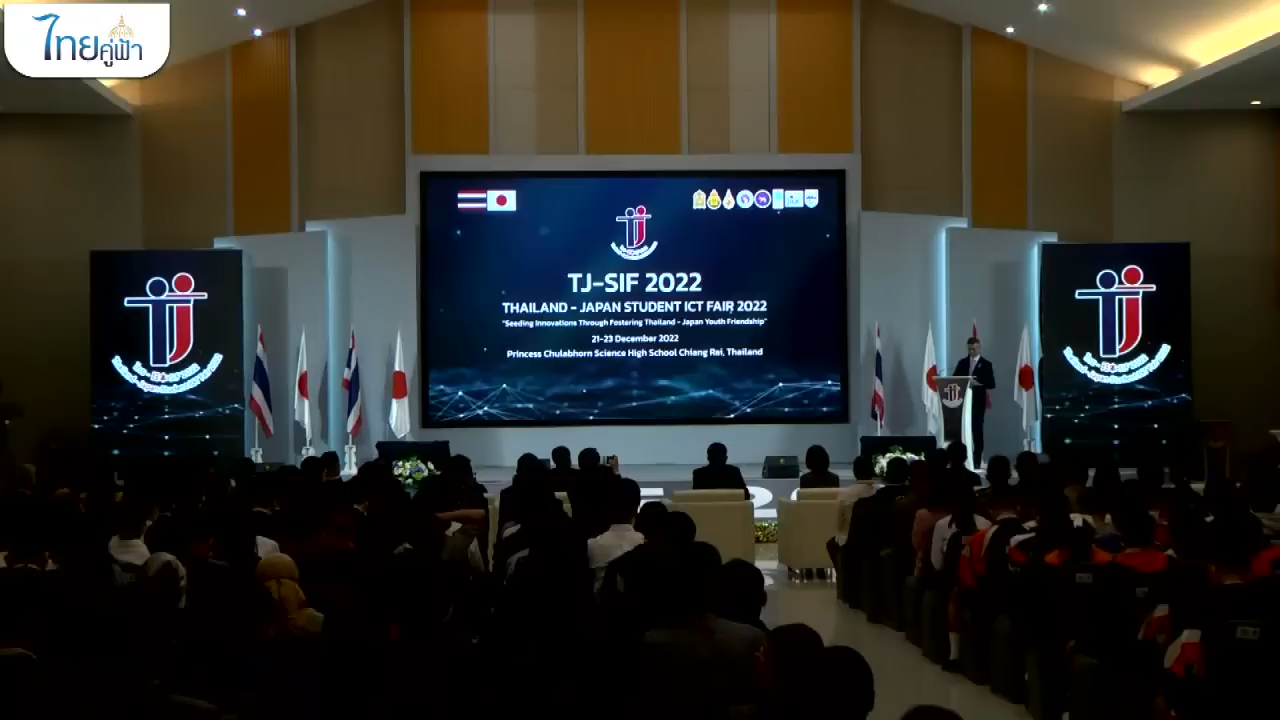 ไทยคู่ฟ้า
TJ-SIF 2022
THAILAND - JAPAN STUDENT ICT FAIR 2022
"Seeding Innovations Through Fostering Thailand - Japan Youth Friendship"
21-23 December 2022
Princess Chulabhorn Science High School Chiang Rai, Thailand